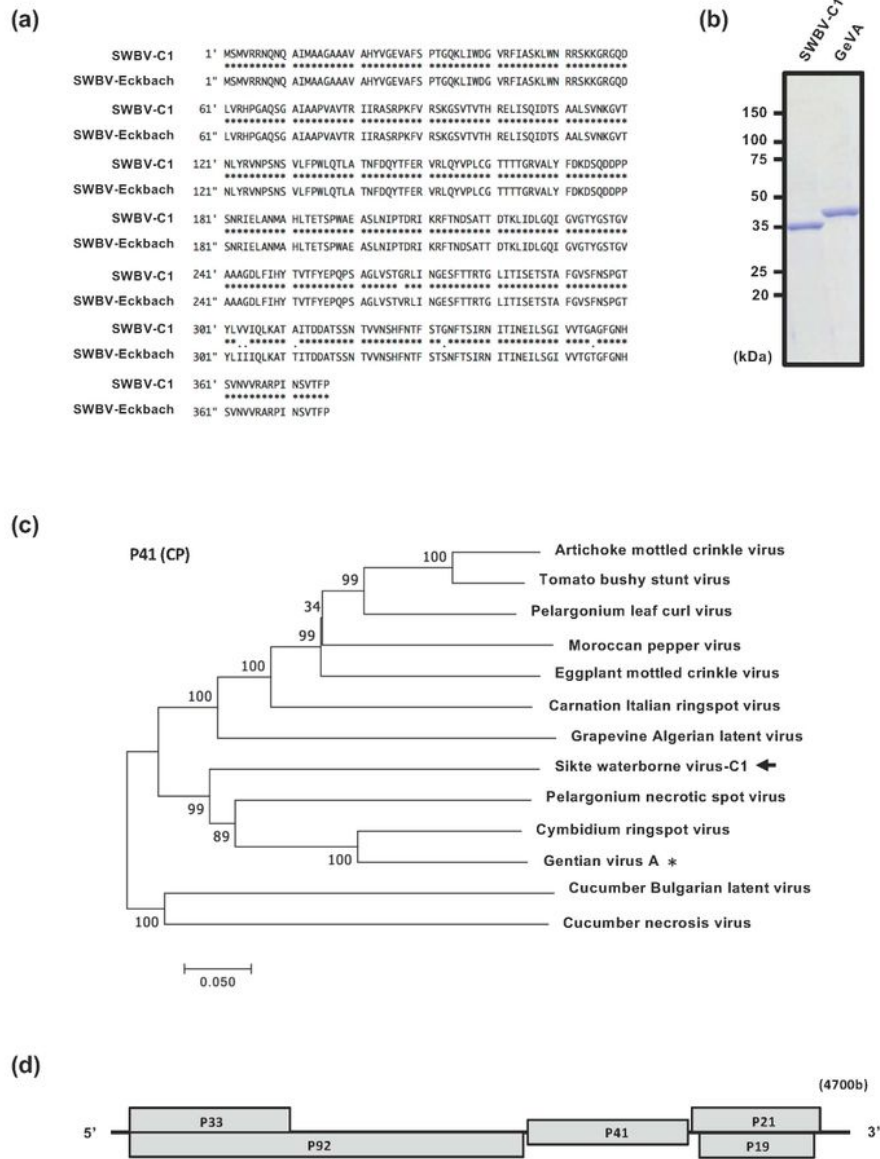 (a)
SWBV-C1 1' MSMVRRNQNQ AIMAAGAAAV AHYVGEVAFS PTGQKLIWDG VRFIASKLWN RRSKKGRGQD
********** ********** ********** ********** ********** **********
SWBV-Eckbach 1" MSMVRRNQNQ AIMAAGAAAV AHYVGEVAFS PTGQKLIWDG VRFIASKLWN RRSKKGRGQD
SWBV-C1 61' LVRHPGAQSG AIAAPVAVTR IIRASRPKFV RSKGSVTVTH RELISQIDTS AALSVNKGVT
********** ********** ********** ********** ********** **********
SWBV-Eckbach 61" LVRHPGAQSG AIAAPVAVTR IIRASRPKFV RSKGSVTVTH RELISQIDTS AALSVNKGVT
SWBV-C1 121' NLYRVNPSNS VLFPWLQTLA TNFDQYTFER VRLQYVPLCG TTTTGRVALY FDKDSQDDPP
********** ********** ********** ********** ********** **********
SWBV-Eckbach 121" NLYRVNPSNS VLFPWLQTLA TNFDQYTFER VRLQYVPLCG TTTTGRVALY FDKDSQDDPP
SWBV-C1 181' SNRIELANMA HLTETSPWAE ASLNIPTDRI KRFTNDSATT DTKLIDLGQI GVGTYGSTGV
********** ********** ********** ********** ********** **********
SWBV-Eckbach 181" SNRIELANMA HLTETSPWAE ASLNIPTDRI KRFTNDSATT DTKLIDLGQI GVGTYGSTGV
SWBV-C1 241' AAAGDLFIHY TVTFYEPQPS AGLVSTGRLI NGESFTTRTG LITISETSTA FGVSFNSPGT
********** ********** ****** *** ********** ********** **********
SWBV-Eckbach 241" AAAGDLFIHY TVTFYEPQPS AGLVSTVRLI NGESFTTRTG LITISETSTA FGVSFNSPGT
SWBV-C1 301' YLVVIQLKAT AITDDATSSN TVVNSHFNTF STGNFTSIRN ITINEILSGI VVTGAGFGNH
**..****** .********* ********** **.******* ********** ****.*****
SWBV-Eckbach 301" YLIIIQLKAT TITDDATSSN TVVNSHFNTF STSNFTSIRN ITINEILSGI VVTGTGFGNH
SWBV-C1 361' SVNVVRARPI NSVTFP
********** ******
SWBV-Eckbach 361" SVNVVRARPI NSVTFP
(b)
SWBV-C1
GeVA
150
100
75
50
35
25
20
(kDa)
(c)
P41 (CP)
100 Artichoke mottled crinkle virus
99 Tomato bushy stunt virus
34 Pelargonium leaf curl virus
99 Moroccan pepper virus
100 Eggplant mottled crinkle virus
100 Carnation Italian ringspot virus
Grapevine Algerian latent virus
Sikte waterborne virus-C1
99 Pelargonium necrotic spot virus
89 Cymbidium ringspot virus
100 Gentian virus A *
Cucumber Bulgarian latent virus
100 Cucumber necrosis virus
0.050
(d)
(4700b)
P33 P21
5' P41 3'
P92 P19